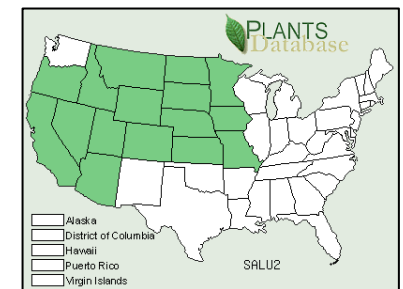 PLANTS
Database
Alaska
District of Columbia
Hawaii
Puerto Rico
Virgin Islands
SALU2